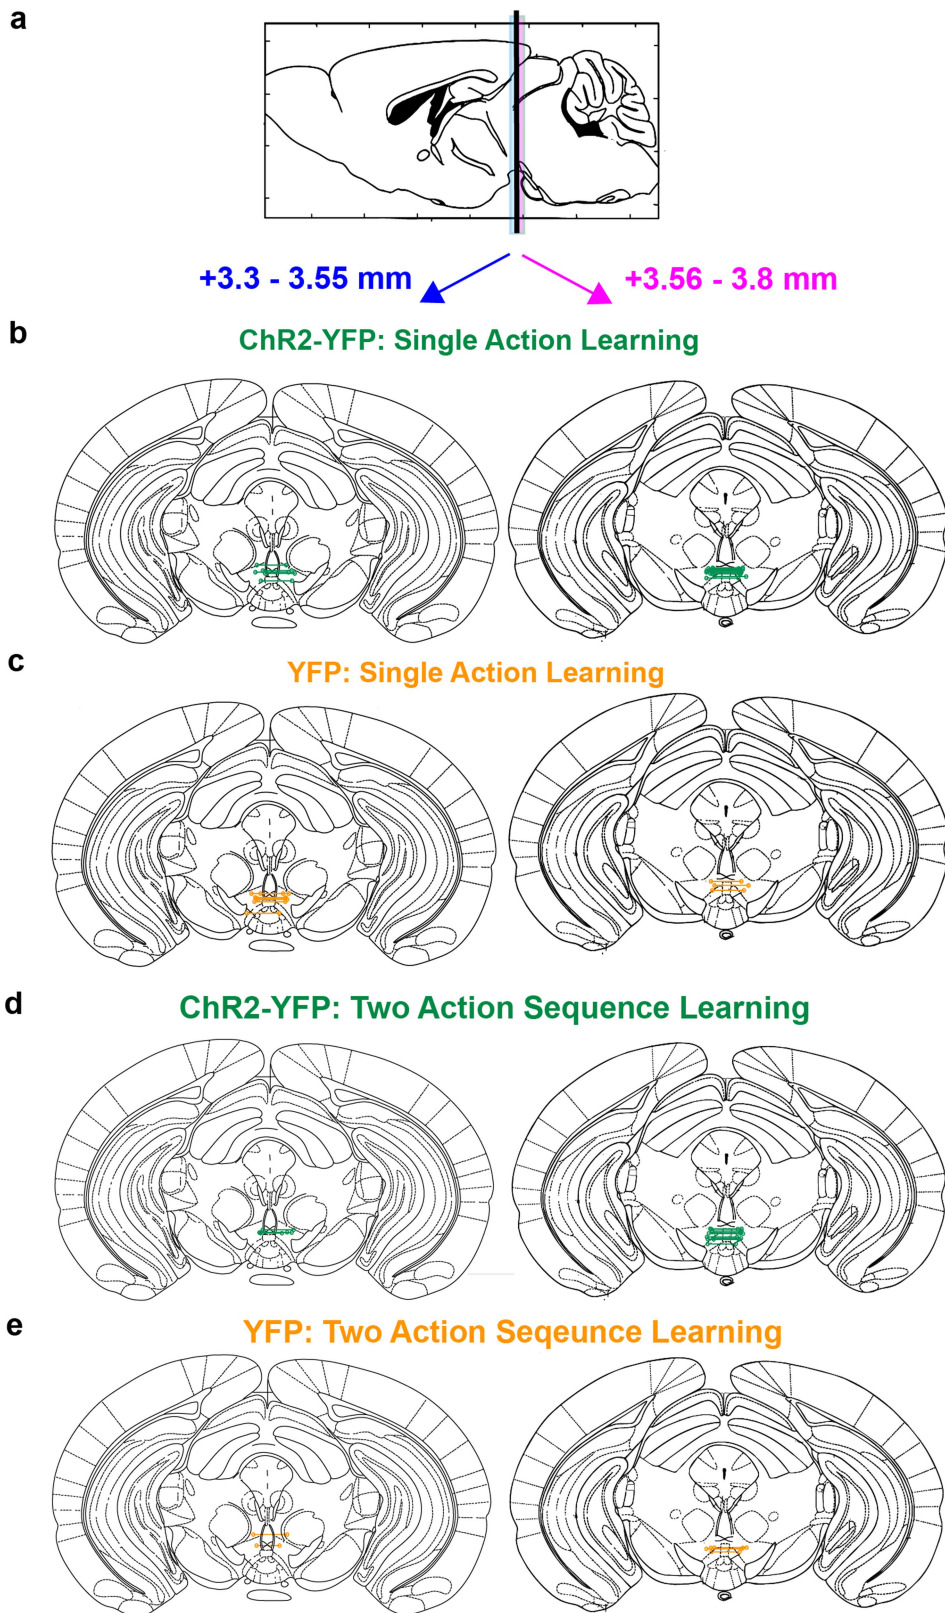 a
+3.3 - 3.55 mm
+3.56 - 3.8 mm
b
ChR2-YFP: Single Action Learning
c
YFP: Single Action Learning
d
ChR2-YFP: Two Action Sequence Learning
e
YFP: Two Action Seqeunce Learning